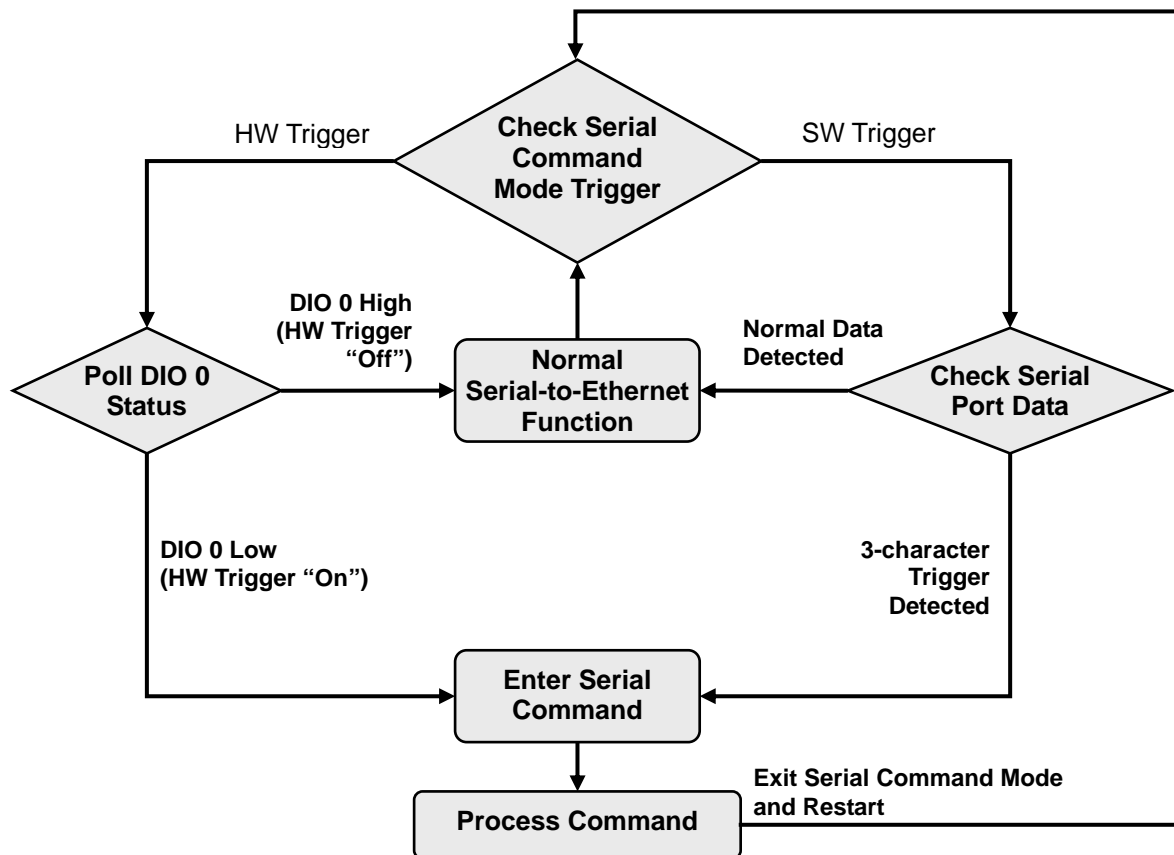 HW Trigger
Check Serial
Command
Mode Trigger
SW Trigger
DIO 0 High
(HW Trigger
“Off”)
Normal Data
Detected
Poll DIO 0
Status
Normal
Serial-to-Ethernet
Function
Check Serial
Port Data
DIO 0 Low
(HW Trigger “On”)
3-character
Trigger
Detected
Enter Serial
Command
Process Command
Exit Serial Command Mode
and Restart